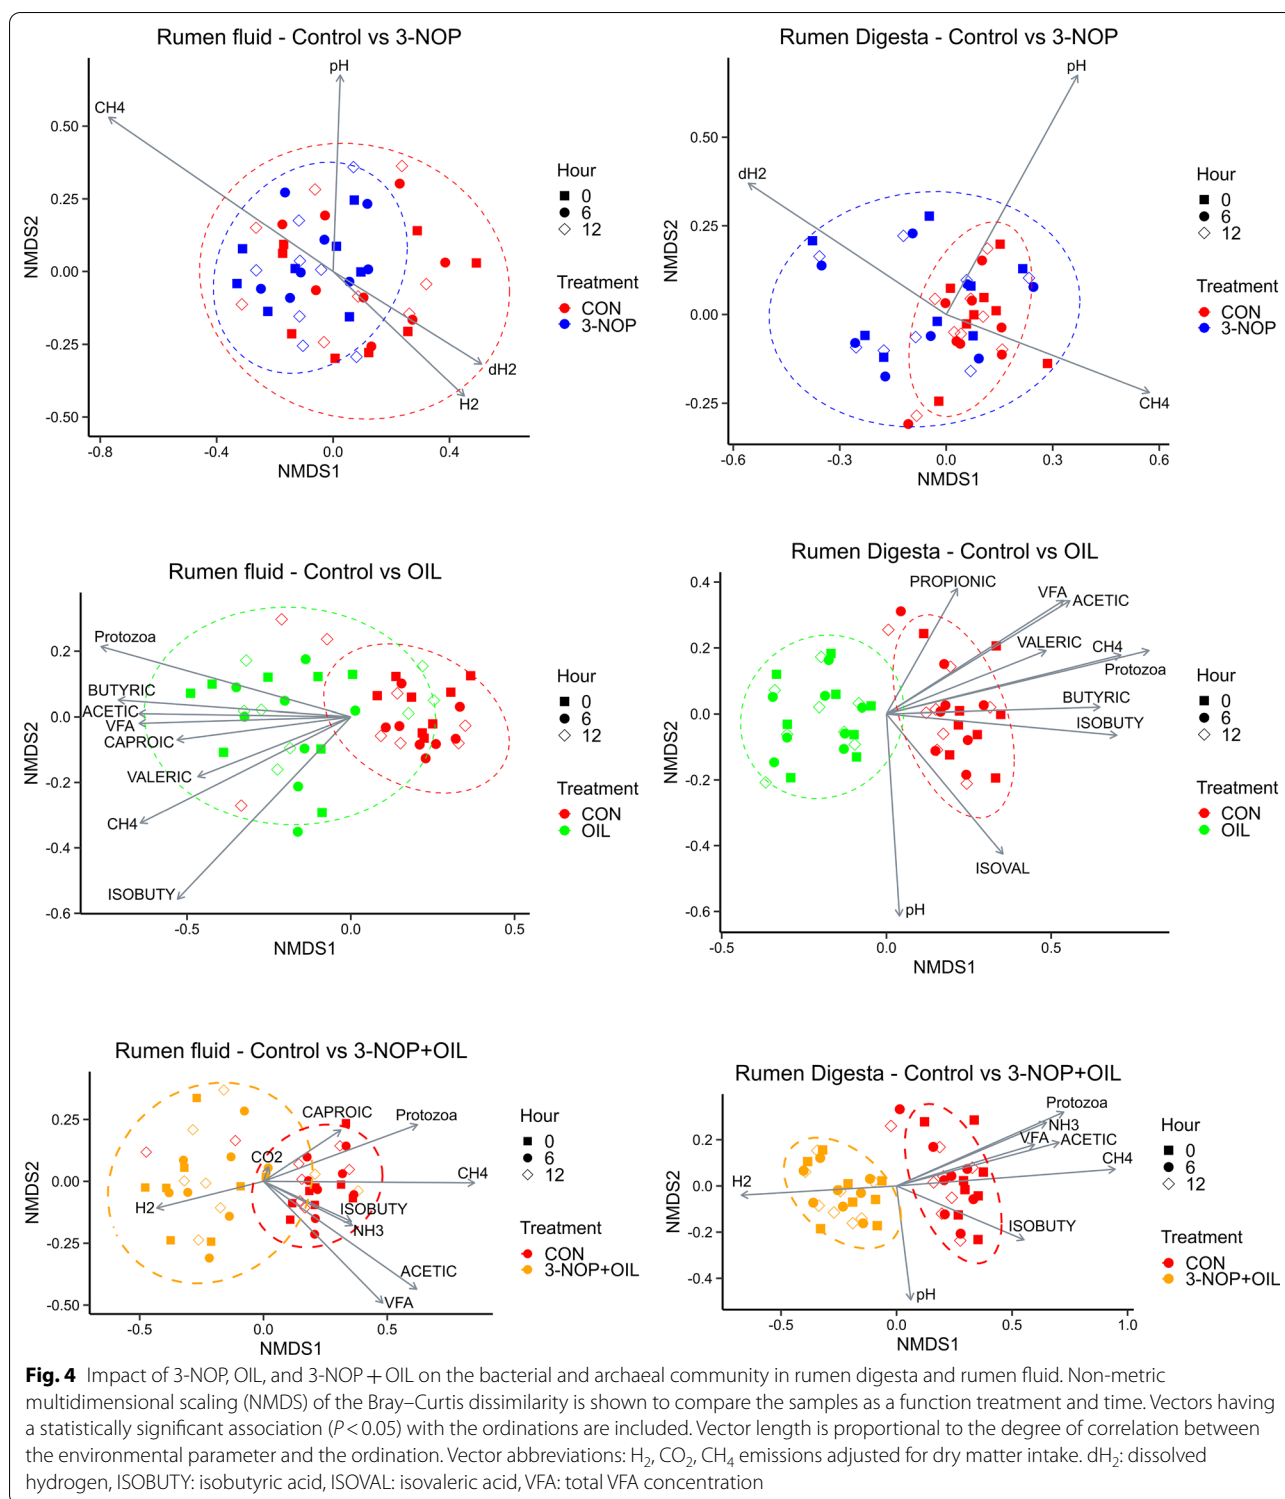 Rumen fluid - Control vs 3-NOP
pH
CH4
dH2
H2
NMDS2
0.50
0.25
0.00
-0.25
-0.50
-0.8
-0.4
0.0
0.4
NMDS1
Hour
0
6
12
Treatment
CON
3-NOP
Rumen Digesta - Control vs 3-NOP
pH
dH2
CH4
NMDS2
0.50
0.25
0.00
-0.25
-0.6
-0.3
0.0
0.3
0.6
NMDS1
Hour
0
6
12
Treatment
CON
3-NOP
Rumen fluid - Control vs OIL
Protozoa
BUTYRIC
ACETIC
VFA
CAPROIC
VALERIC
CH4
ISOBUTY
NMDS2
0.2
0.0
-0.2
-0.4
-0.6
-0.5
0.0
0.5
NMDS1
Hour
0
6
12
Treatment
CON
OIL
Rumen Digesta - Control vs OIL
PROPIONIC
VFA
ACETIC
VALERIC
CH4
Protozoa
BUTYRIC
ISOBUTY
ISOVAL
pH
NMDS2
0.4
0.2
0.0
-0.2
-0.4
-0.6
-0.5
0.0
0.5
NMDS1
Hour
0
6
12
Treatment
CON
OIL
Rumen fluid - Control vs 3-NOP+OIL
CAPROIC
Protozoa
CO2
CH4
H2
ISOBUTY
NH3
ACETIC
VFA
NMDS2
0.25
0.00
-0.25
-0.50
-0.5
0.0
0.5
NMDS1
Hour
0
6
12
Treatment
CON
3-NOP+OIL
Rumen Digesta - Control vs 3-NOP+OIL
Protozoa
NH3
VFA
ACETIC
CH4
H2
ISOBUTY
pH
NMDS2
0.2
0.0
-0.2
-0.4
-0.5
0.0
0.5
1.0
NMDS1
Hour
0
6
12
Treatment
CON
3-NOP+OIL
Fig. 4 Impact of 3-NOP, OIL, and 3-NOP + OIL on the bacterial and archaeal community in rumen digesta and rumen fluid. Non-metric
multidimensional scaling (NMDS) of the Bray–Curtis dissimilarity is shown to compare the samples as a function treatment and time. Vectors having
a statistically significant association (P < 0.05) with the ordinations are included. Vector length is proportional to the degree of correlation between
the environmental parameter and the ordination. Vector abbreviations: H₂, CO₂, CH₄ emissions adjusted for dry matter intake. dH₂: dissolved
hydrogen, ISOBUTY: isobutyric acid, ISOVAL: isovaleric acid, VFA: total VFA concentration